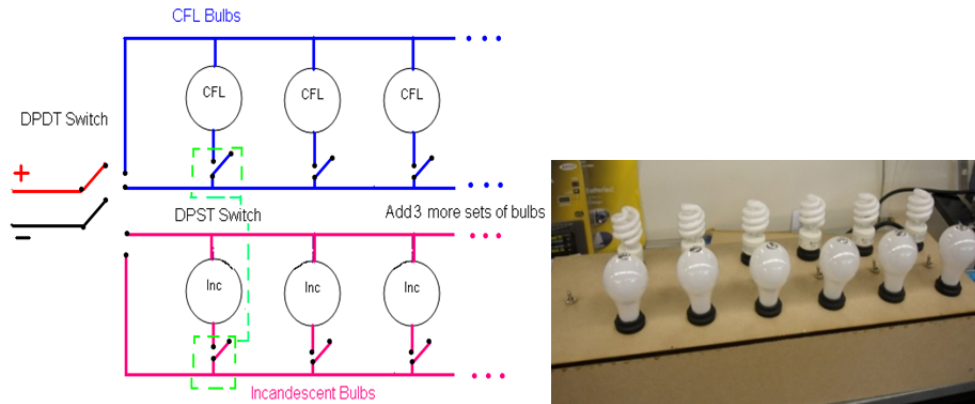 CFL Bulbs
CFL
CFL
CFL
DPDT Switch
+
–
DPST Switch
Add 3 more sets of bulbs
Inc
Inc
Inc
Incandescent Bulbs